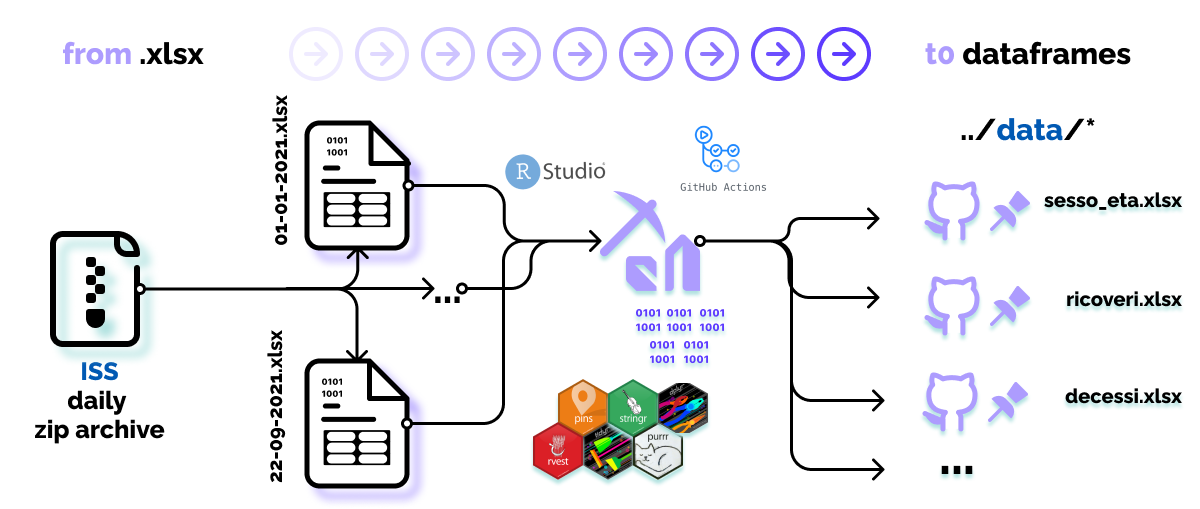 from .xlsx
to dataframes
../data/*
01-01-2021.xlsx
0101
1001
R Studio
GitHub Actions
sesso_eta.xlsx
...
ricoveri.xlsx
0101 0101 0101
1001 1001 1001
0101 0101
1001 1001
ISS
daily
zip archive
22-09-2021.xlsx
0101
1001
pins
stringr
rvest
purrr
decessi.xlsx
...